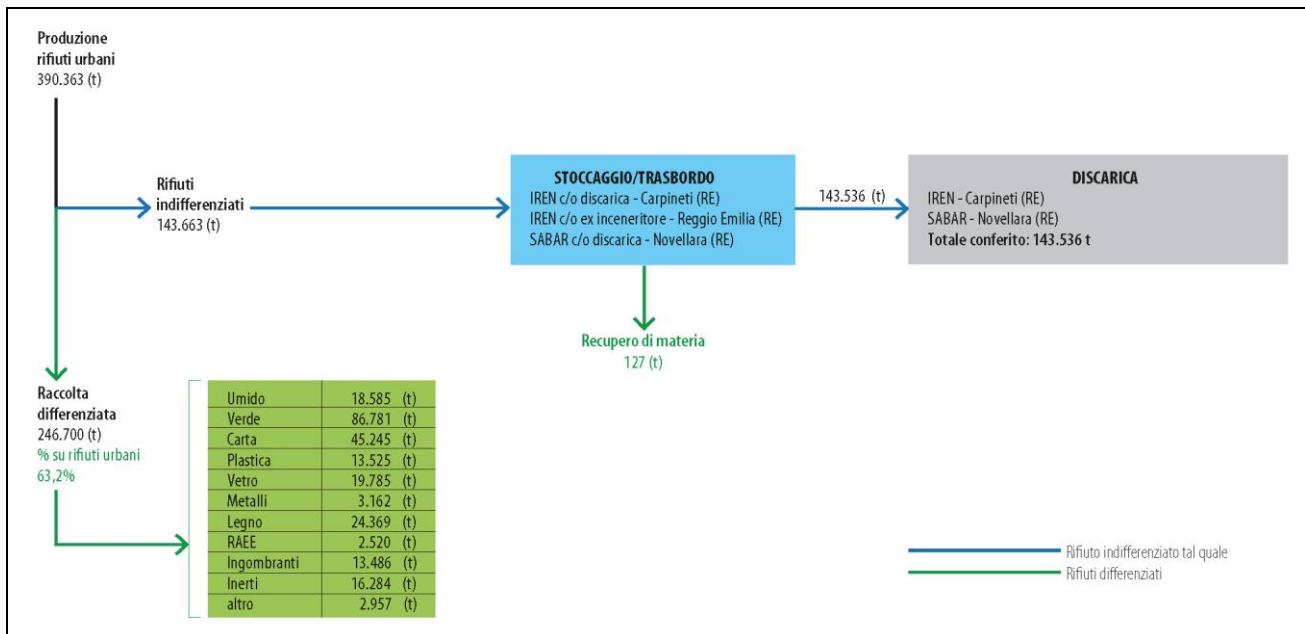 Produzione
rifiuti urbani
390.363 (t)
Rifiuti
indifferenziati
143.663 (t)
STOCCAGGIO/TRASBORDO
IREN c/o discarica - Carpineti (RE)
IREN c/o ex inceneritore - Reggio Emilia (RE)
SABAR c/o discarica - Novellara (RE)
143.536 (t)
DISCARICA
IREN - Carpineti (RE)
SABAR - Novellara (RE)
Totale conferito: 143.536 t
Recupero di materia
127 (t)
Raccolta
differenziata
246.700 (t)
% su rifiuti urbani
63,2%
Umido 18.585 (t)
Verde 86.781 (t)
Carta 45.245 (t)
Plastica 13.525 (t)
Vetro 19.785 (t)
Metalli 3.162 (t)
Legno 24.369 (t)
RAEE 2.520 (t)
Ingombranti 13.486 (t)
Inerti 16.284 (t)
altro 2.957 (t)
Rifiuto indifferenziato tal quale
Rifiuti differenziati